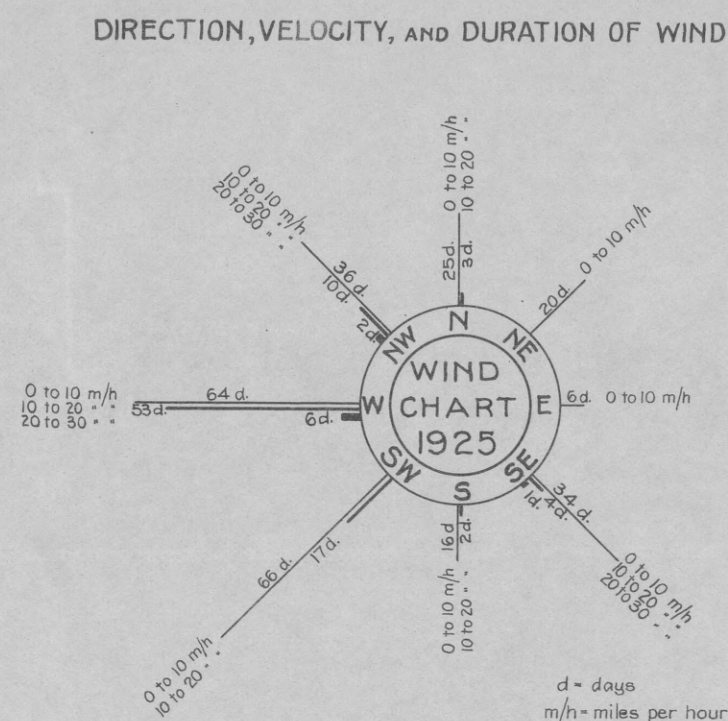 DIRECTION, VELOCITY, AND DURATION OF WIND
0 to 10 m/h
10 to 20 " "
0 to 10 m/h
10 to 20 " "
20 to 30 " "
0 to 10 m/h
25d.
3d.
36d.
10d.
2d.
20d.
N
NW
NE
WIND
CHART
1925
W
E
SW
SE
S
0 to 10 m/h
10 to 20 " "
20 to 30 " "
64 d.
53d.
6d.
6d.
0 to 10 m/h
34d.
4d.
1d.
16d
2d.
66 d.
17d.
0 to 10 m/h
10 to 20 " "
20 to 30 " "
0 to 10 m/h
10 to 20 " "
0 to 10 m/h
10 to 20 " "
d = days
m/h = miles per hour